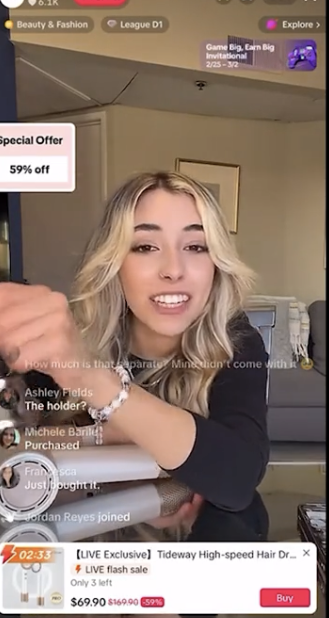 6.1K
Beauty & Fashion
League D1
Explore >
Game Big, Earn Big
Invitational
2/25 - 3/2
Special Offer
59% off
How much is that separate? Mine didn't come with it
Ashley Fields
The holder?
Michele Barile
Purchased
Francesca
Just bought it.
Jordan Reyes joined
02:33
【LIVE Exclusive】Tideway High-speed Hair Dr...
LIVE flash sale
Only 3 left
$69.90 $169.90 -59%
Buy